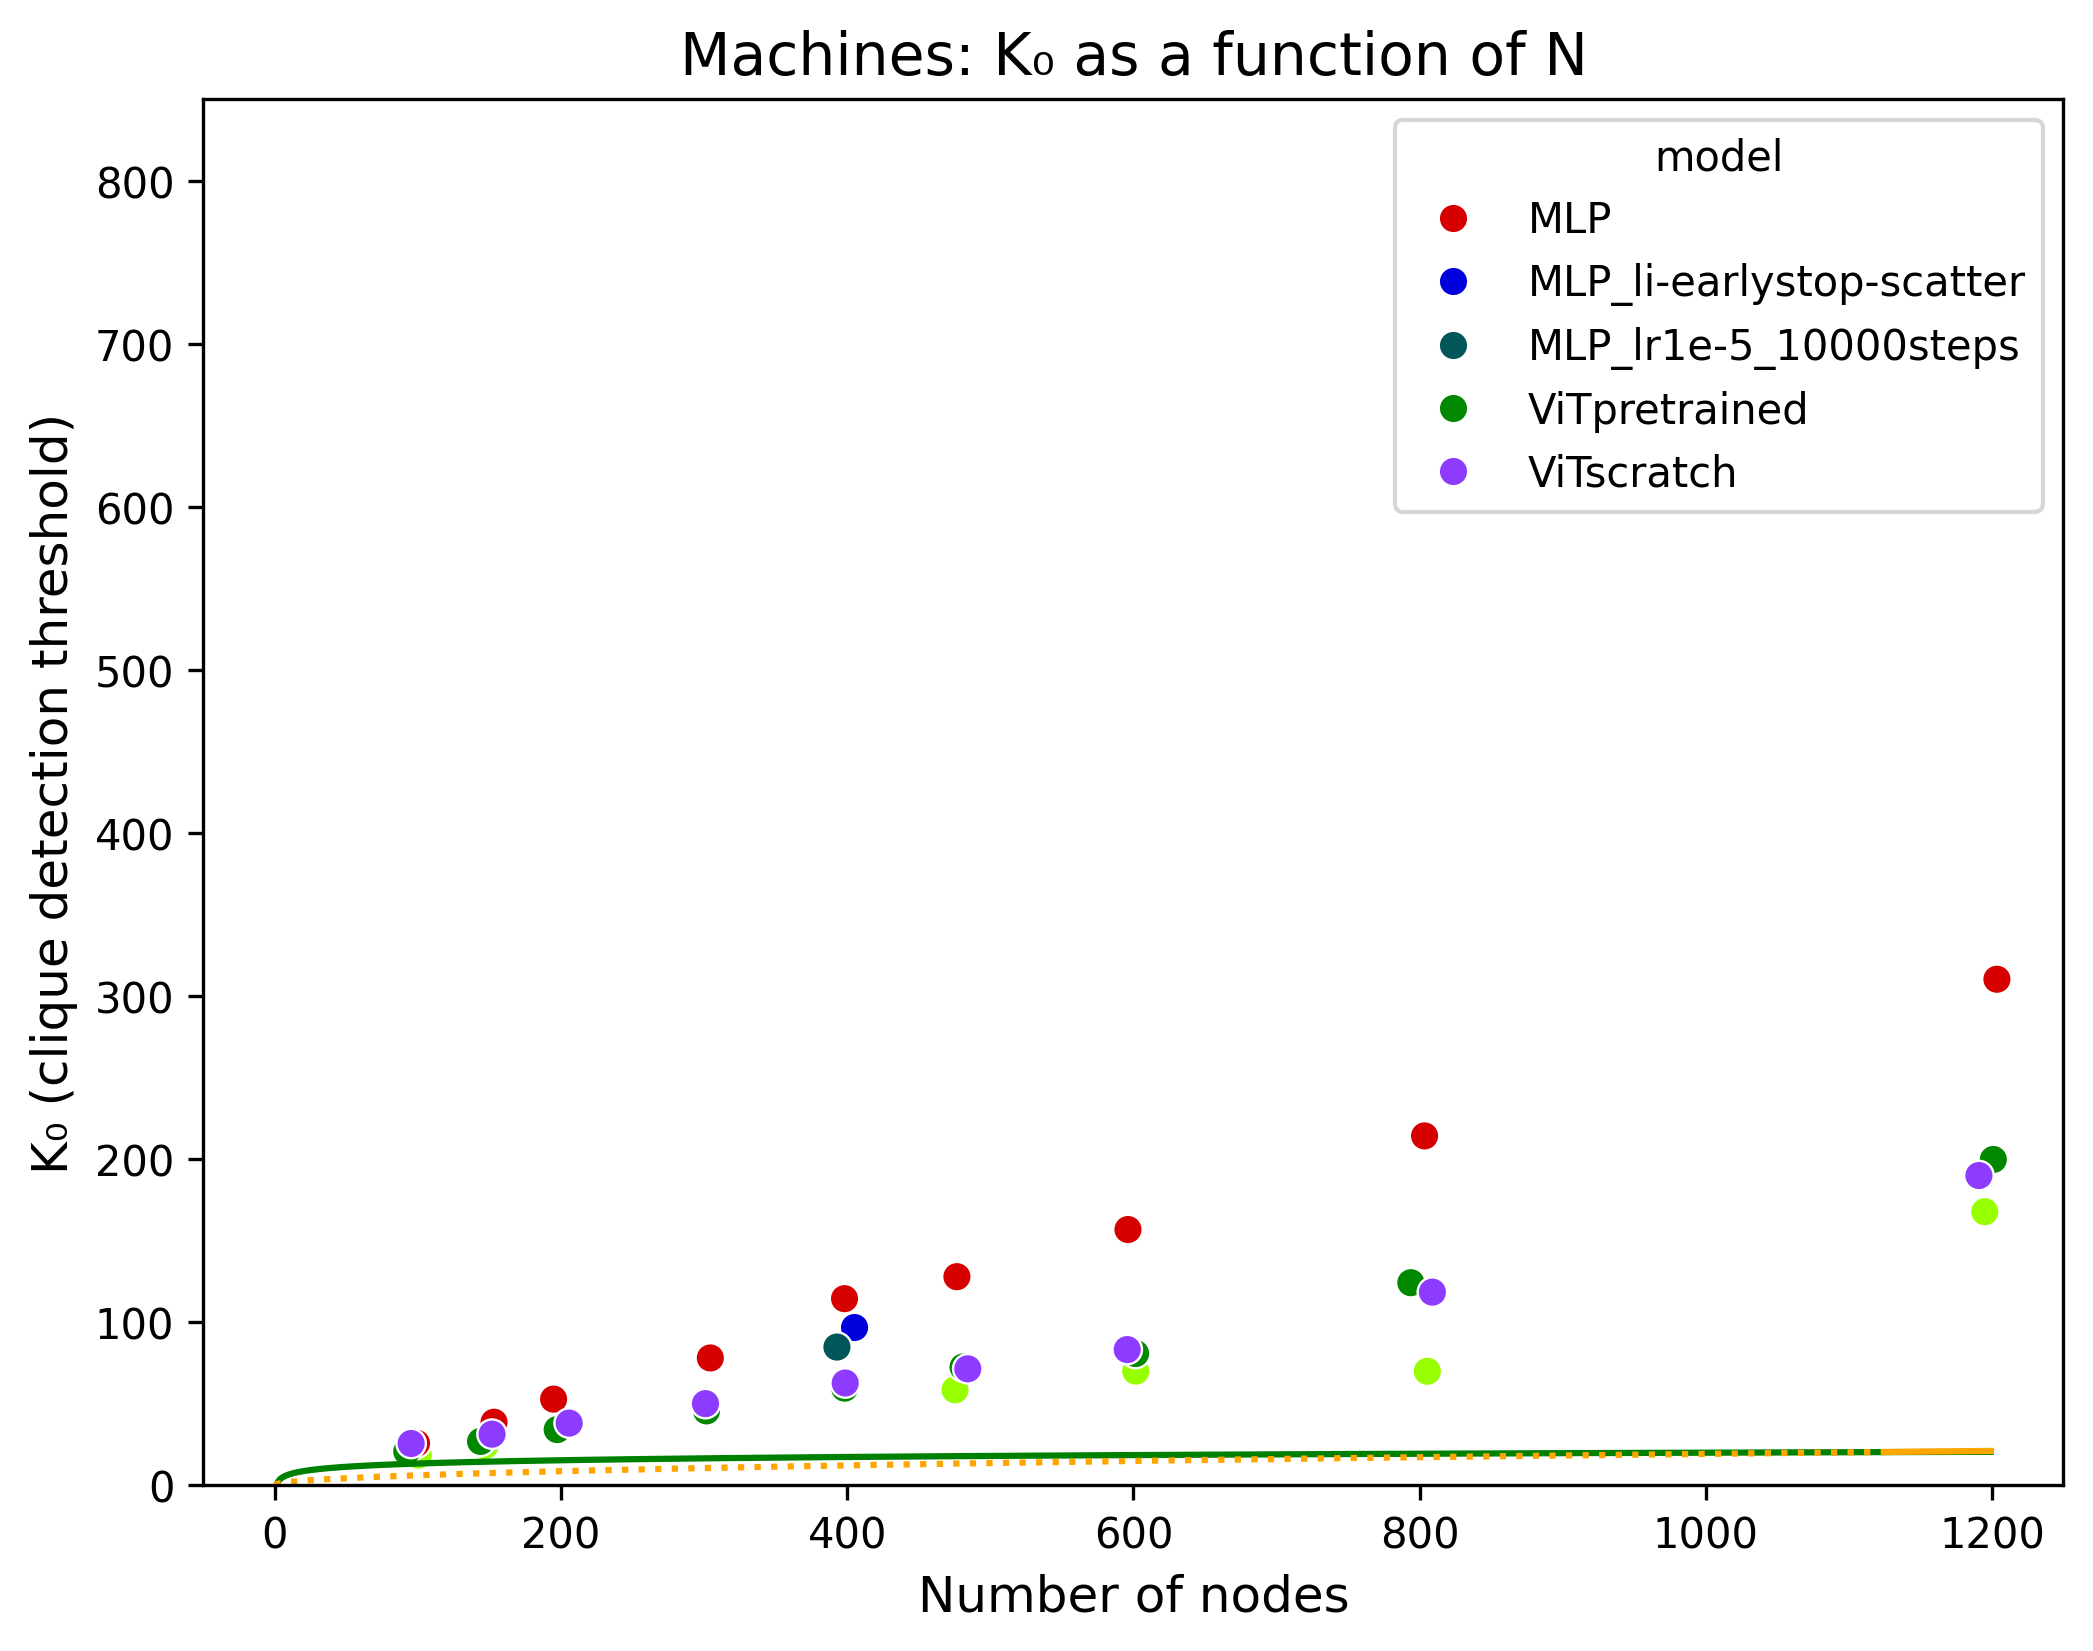 Machines: K₀ as a function of N
model
MLP
MLP_li-earlystop-scatter
MLP_lr1e-5_10000steps
ViTpretrained
ViTscratch
K₀ (clique detection threshold)
800
700
600
500
400
300
200
100
0
0 200 400 600 800 1000 1200
Number of nodes